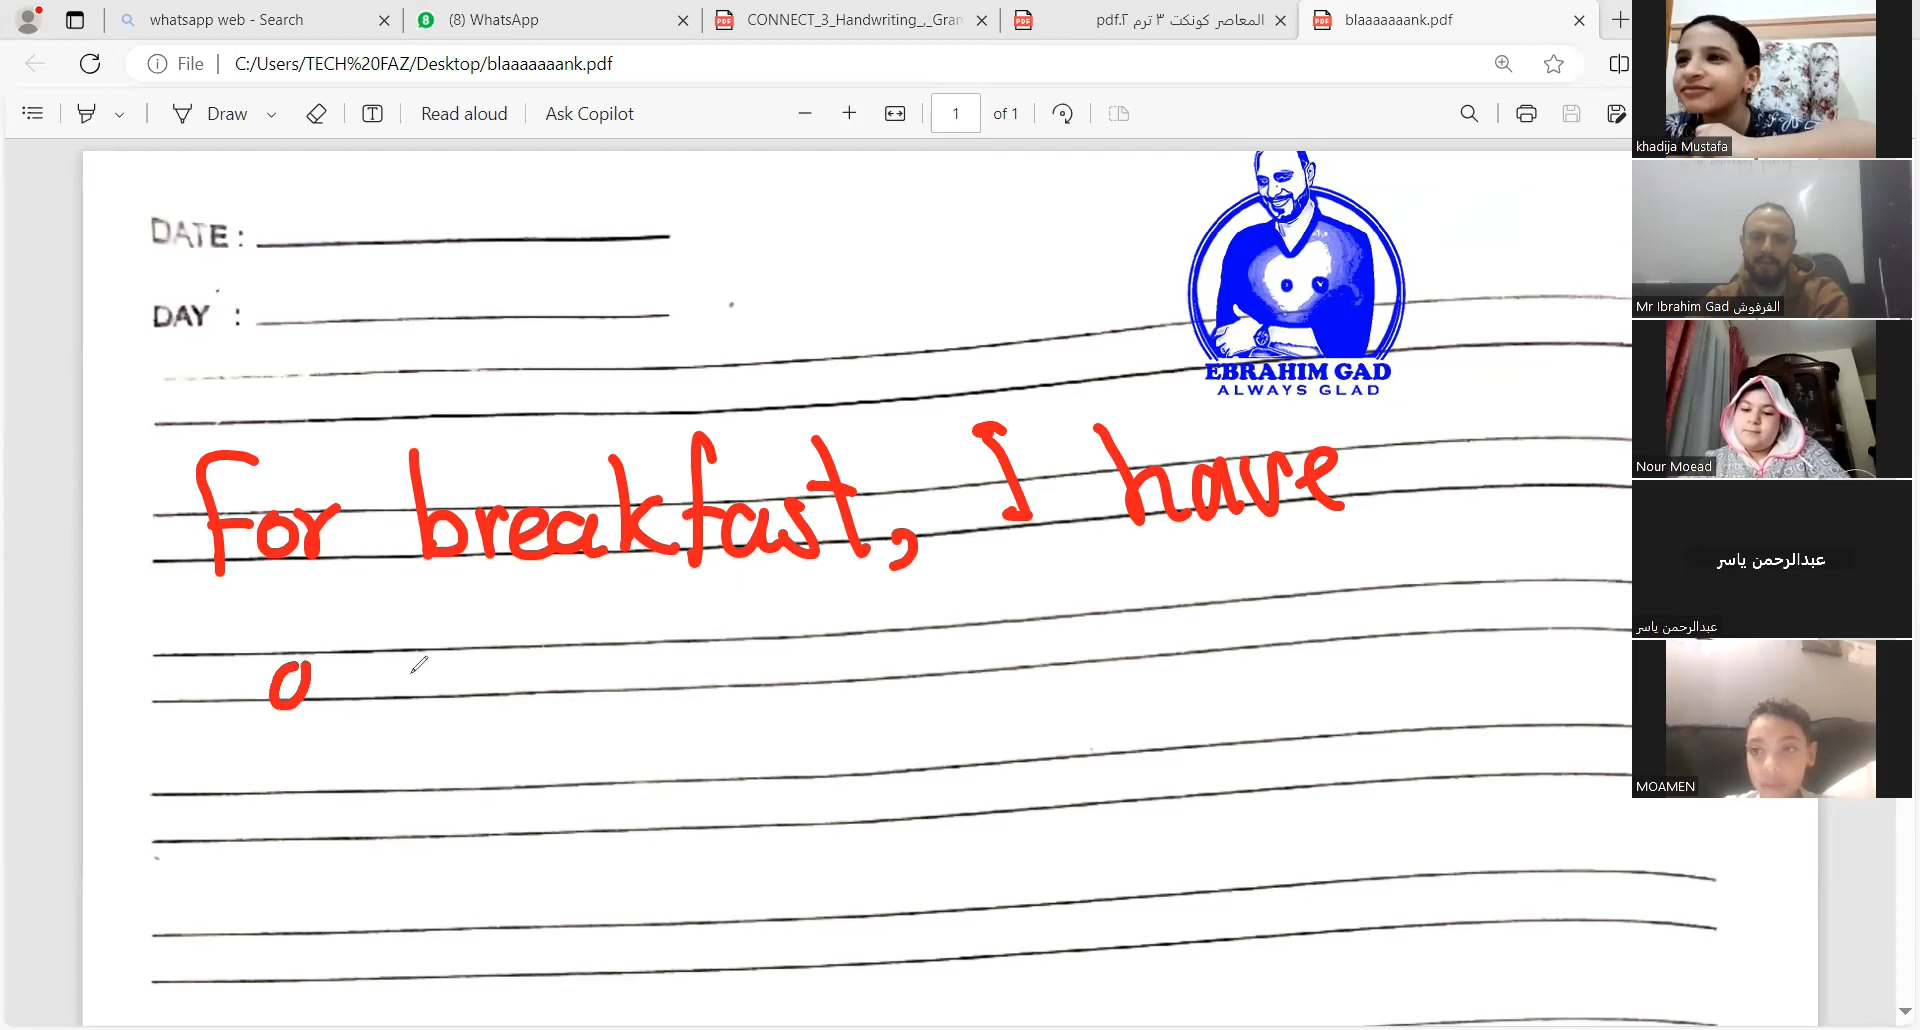 whatsapp web - Search
(8) WhatsApp
CONNECT_3_Handwriting_,_Gran
المعاصر كونكت ٣ ترم ٢.pdf
blaaaaaaank.pdf
File C:/Users/TECH%20FAZ/Desktop/blaaaaaaank.pdf
Draw Read aloud Ask Copilot 1 of 1
DATE :
DAY :
EBRAHIM GAD
ALWAYS GLAD
For breakfast, I have
o
khadija Mustafa
Mr Ibrahim Gad الفرفوش
Nour Moead
عبدالرحمن ياسر
عبدالرحمن ياسر
MOAMEN